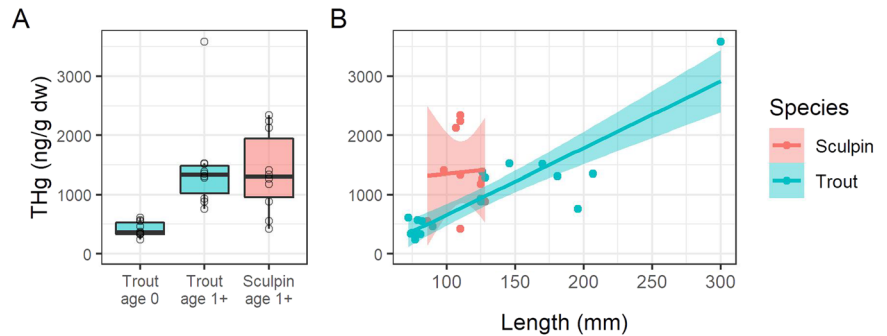 A
THg (ng/g dw)
3000
2000
1000
0
Trout
age 0
Trout
age 1+
Sculpin
age 1+
B
3000
2000
1000
0
100
150
200
250
300
Length (mm)
Species
Sculpin
Trout